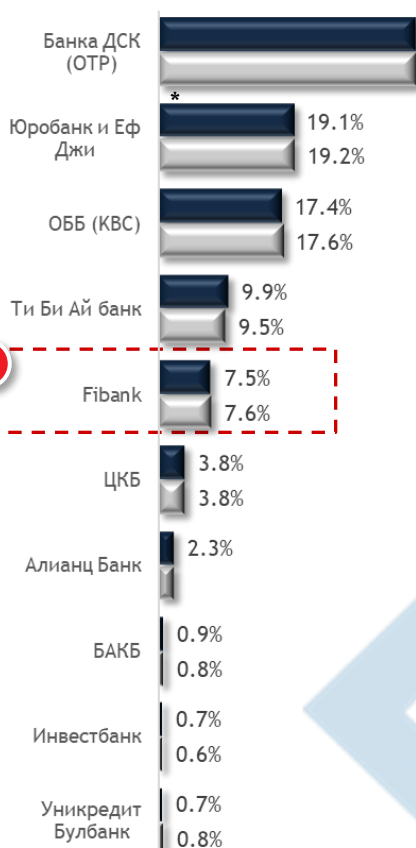 Банка ДСК
(OTP)
*
Юробанк и Еф
Джи
19.1%
19.2%
ОББ (KBC)
17.4%
17.6%
Ти Би Ай банк
9.9%
9.5%
Fibank
7.5%
7.6%
ЦКБ
3.8%
3.8%
Алианц Банк
2.3%
БАКБ
0.9%
0.8%
Инвестбанк
0.7%
0.6%
Уникредит
Булбанк
0.7%
0.8%